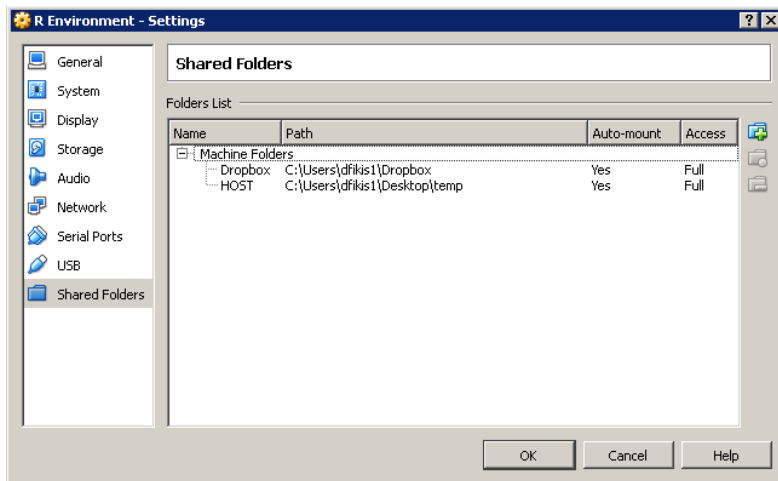 R Environment - Settings
General
System
Display
Storage
Audio
Network
Serial Ports
USB
Shared Folders
Shared Folders
Folders List
Name Path Auto-mount Access
Machine Folders
Dropbox C:\Users\dfikis1\Dropbox Yes Full
HOST C:\Users\dfikis1\Desktop\temp Yes Full
OK Cancel Help